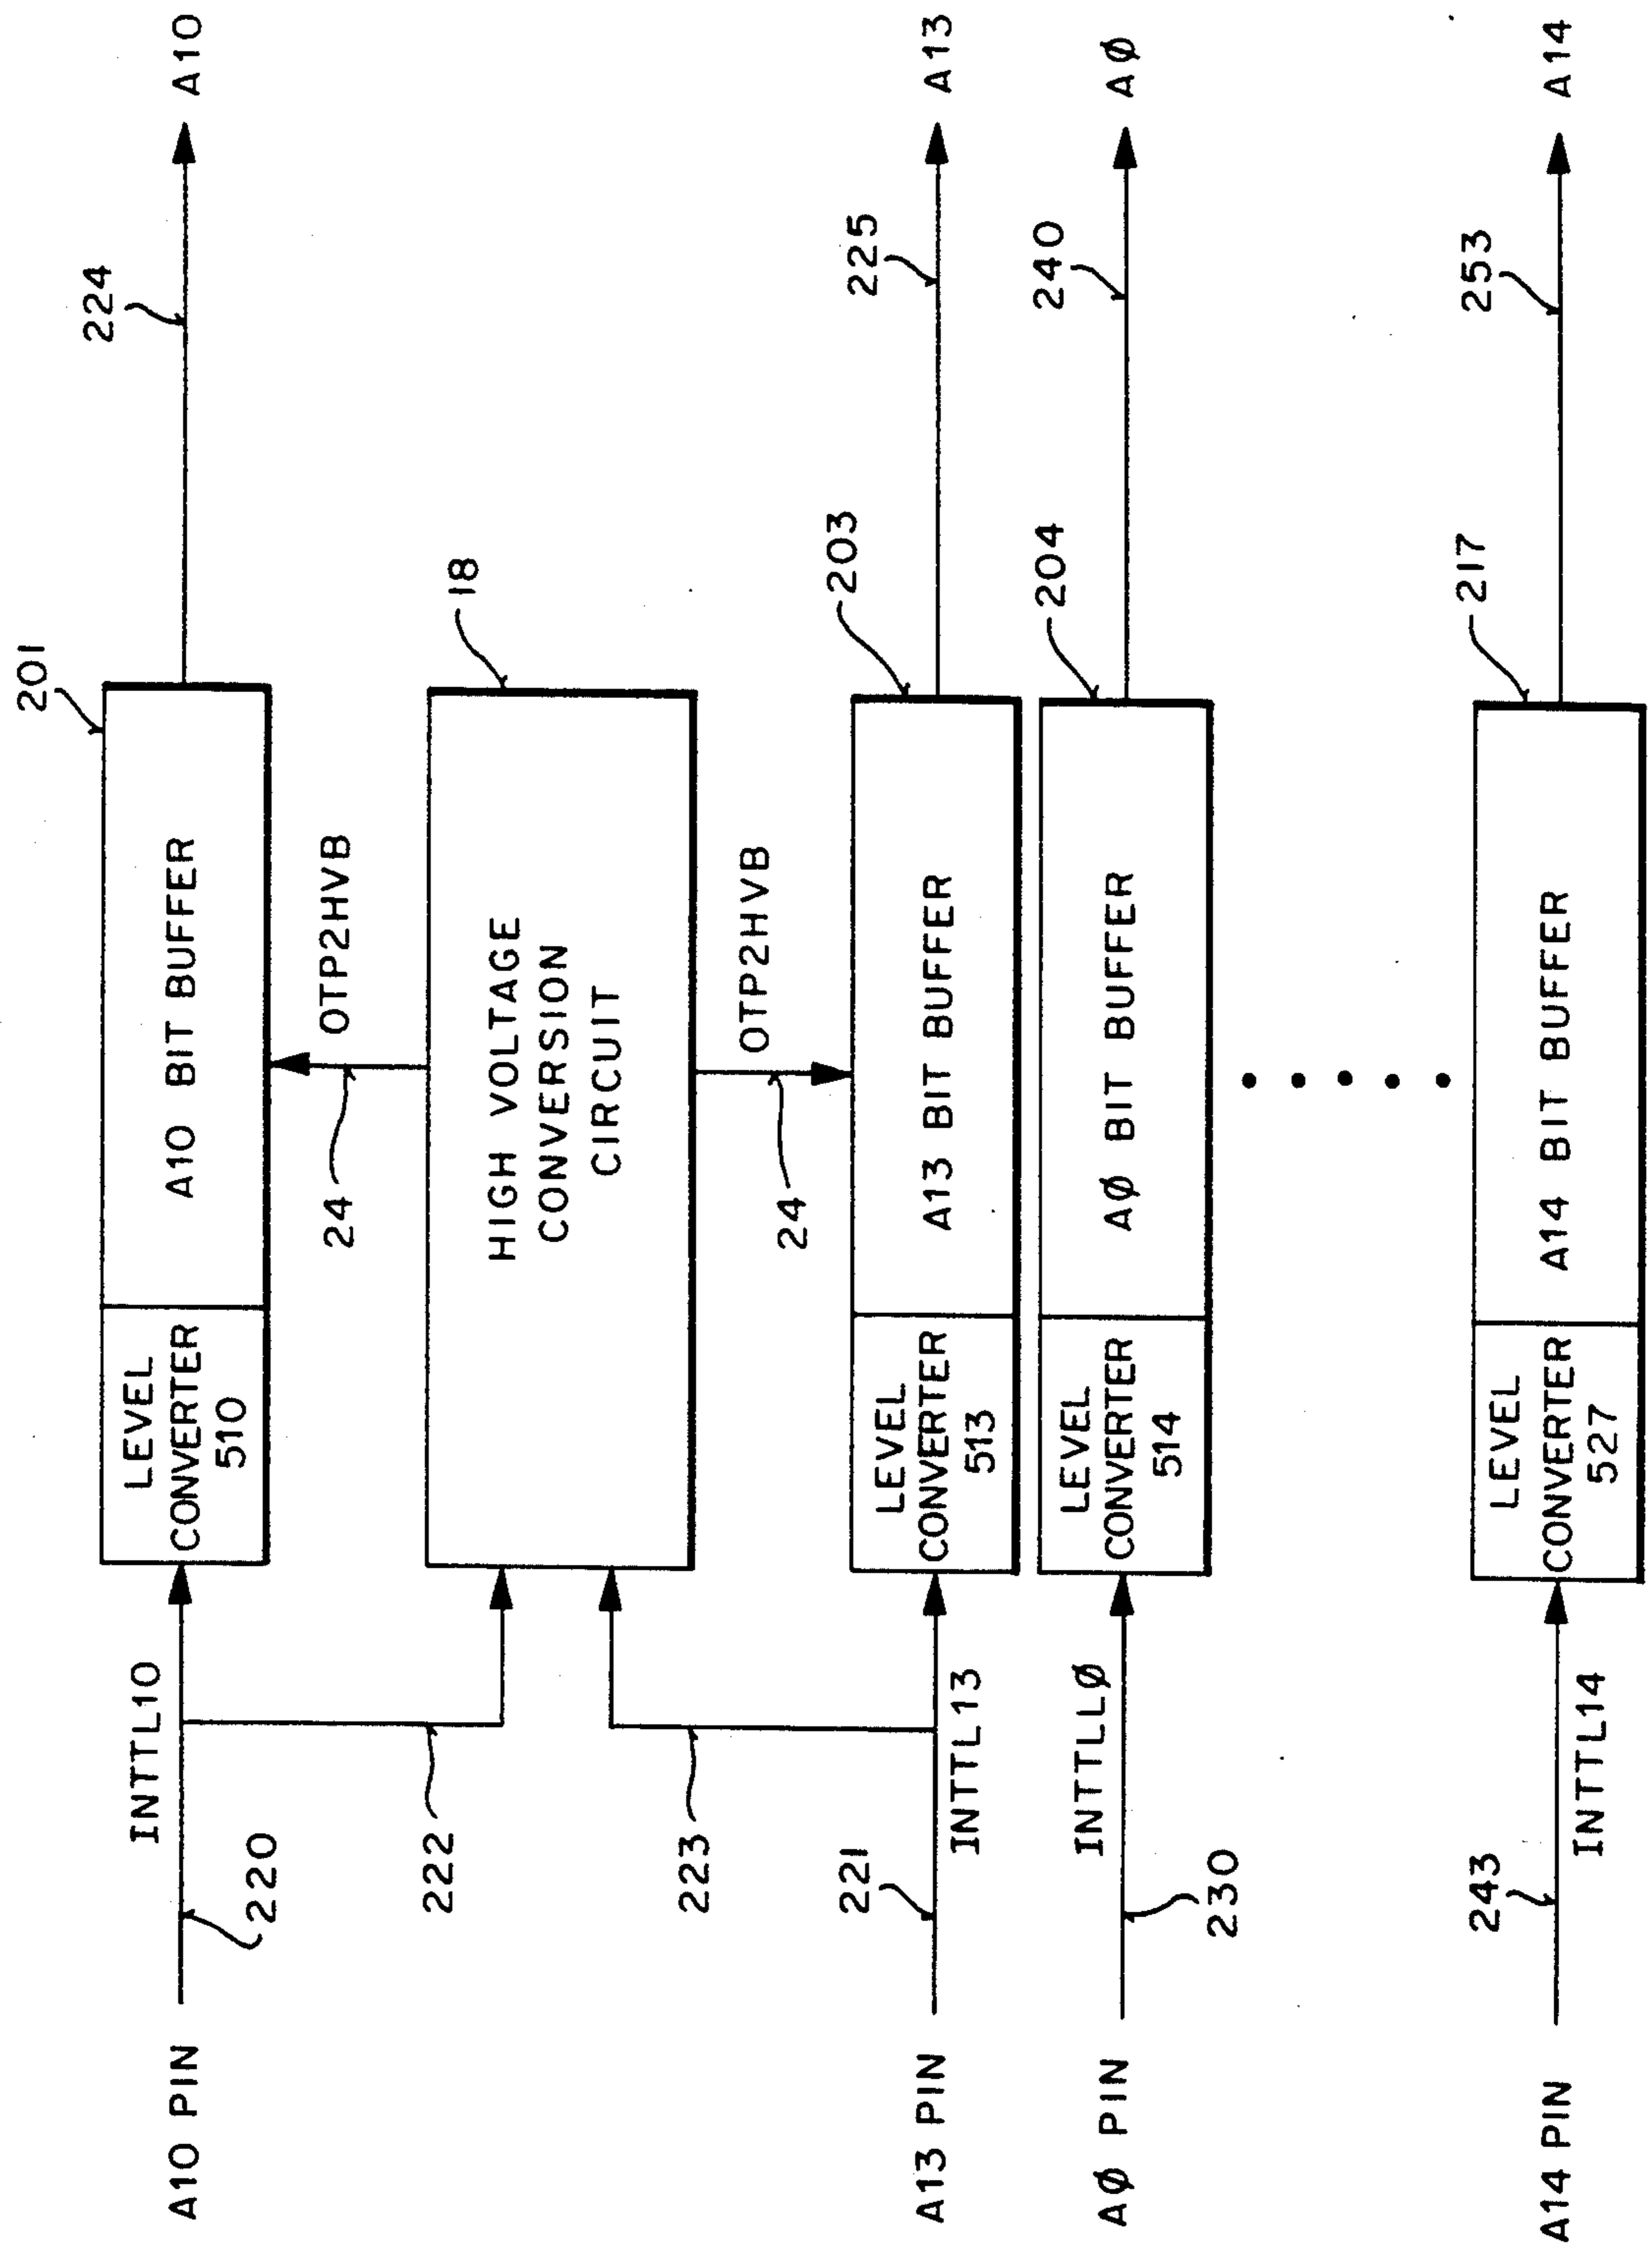 201
224
A10 PIN
INTTL10
220
LEVEL
CONVERTER
510
A10 BIT BUFFER
A10
24
OTP2HVB
222
18
HIGH VOLTAGE
CONVERSION
CIRCUIT
223
24
OTP2HVB
203
225
221
A13 PIN
INTTL13
LEVEL
CONVERTER
513
A13 BIT BUFFER
A13
204
240
INTTLLØ
AØ PIN
230
LEVEL
CONVERTER
514
AØ BIT BUFFER
AØ
217
253
243
A14 PIN
INTTL14
LEVEL
CONVERTER
527
A14 BIT BUFFER
A14